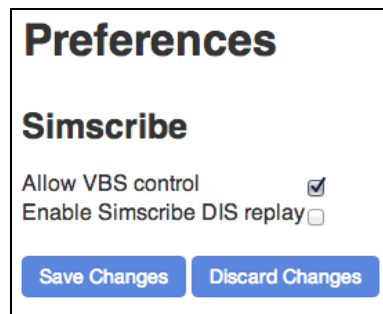 Preferences
Simscribe
Allow VBS control
Enable Simscribe DIS replay
Save Changes Discard Changes